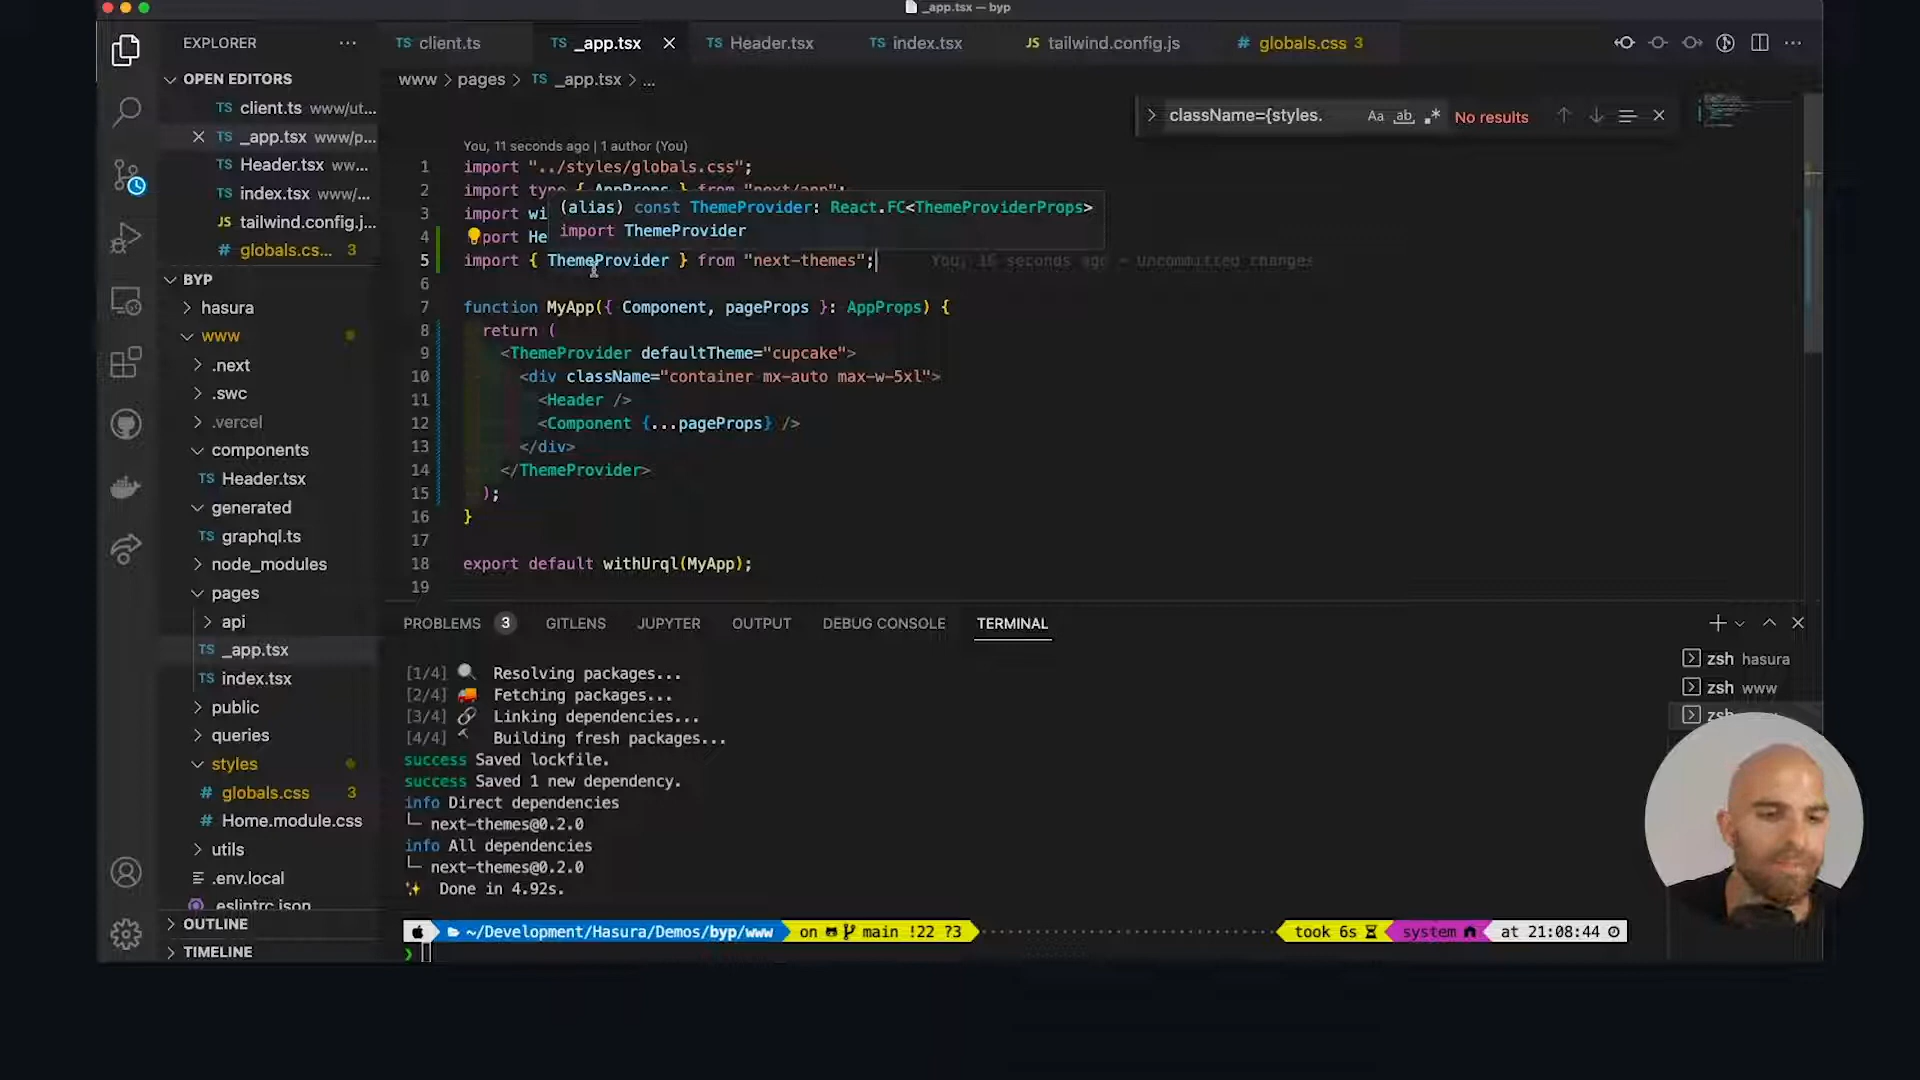 _app.tsx — byp
EXPLORER
OPEN EDITORS
TS client.ts www/ut...
TS _app.tsx www/p...
TS Header.tsx ww...
TS index.tsx www/...
JS tailwind.config.j...
# globals.cs... 3
BYP
hasura
www
.next
.swc
.vercel
components
TS Header.tsx
generated
TS graphql.ts
node_modules
pages
api
TS _app.tsx
TS index.tsx
public
queries
styles
# globals.css 3
# Home.module.css
utils
.env.local
.eslintrc.json
OUTLINE
TIMELINE
TS client.ts
TS _app.tsx
TS Header.tsx
TS index.tsx
JS tailwind.config.js
# globals.css 3
www > pages > TS _app.tsx > ...
className={styles.
Aa ab .* No results
You, 11 seconds ago | 1 author (You)
1 import "../styles/globals.css";
2 import type { AppProps } from "next/app";
3 import wi
4 import He
(alias) const ThemeProvider: React.FC<ThemeProviderProps>
import ThemeProvider
5 import { ThemeProvider } from "next-themes"; You, 16 seconds ago • Uncommitted changes
6
7 function MyApp({ Component, pageProps }: AppProps) {
8 return (
9 <ThemeProvider defaultTheme="cupcake">
10 <div className="container mx-auto max-w-5xl">
11 <Header />
12 <Component {...pageProps} />
13 </div>
14 </ThemeProvider>
15 );
16 }
17
18 export default withUrql(MyApp);
19
PROBLEMS 3 GITLENS JUPYTER OUTPUT DEBUG CONSOLE TERMINAL
[1/4] Resolving packages...
[2/4] Fetching packages...
[3/4] Linking dependencies...
[4/4] Building fresh packages...
success Saved lockfile.
success Saved 1 new dependency.
info Direct dependencies
└─ next-themes@0.2.0
info All dependencies
└─ next-themes@0.2.0
Done in 4.92s.
~/Development/Hasura/Demos/byp/www on main !22 ?3 took 6s system at 21:08:44
zsh hasura
zsh www
zsh